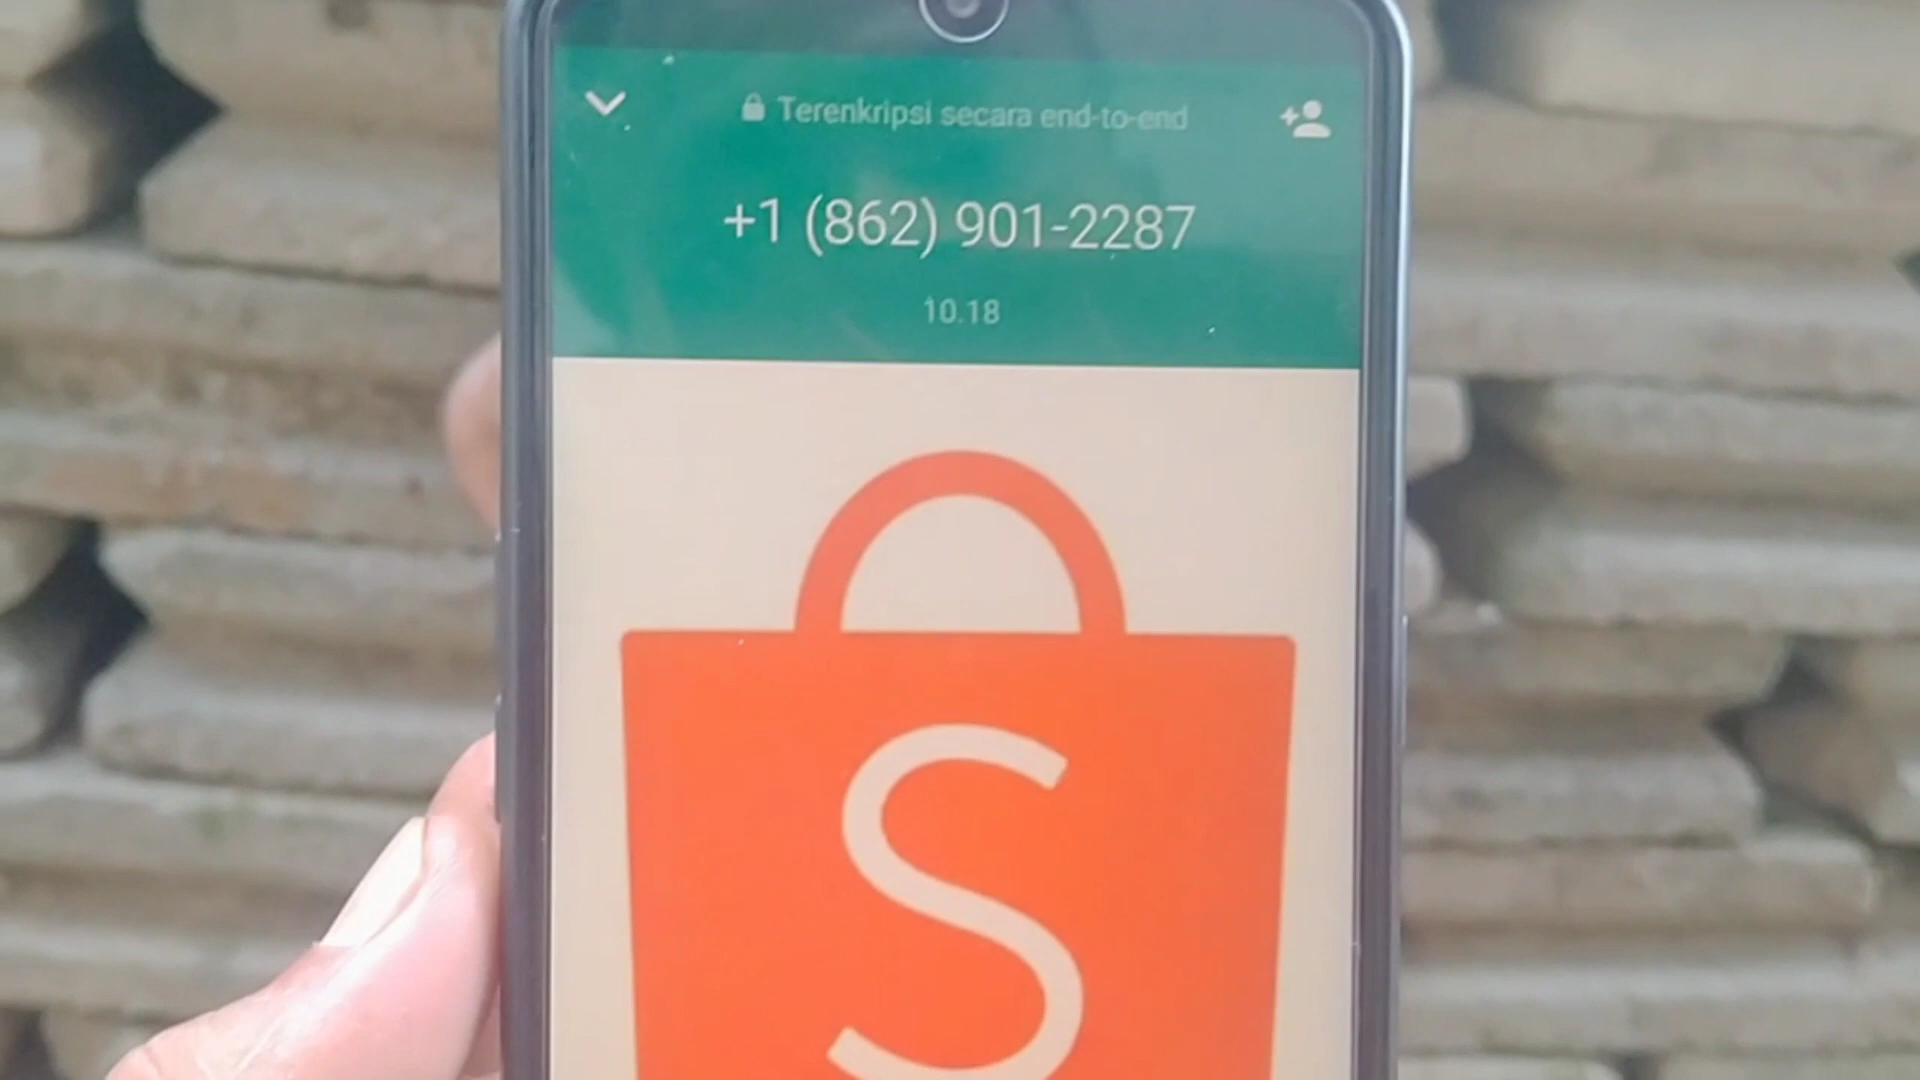 Terenkripsi secara end-to-end
+1 (862) 901-2287
10.18
S